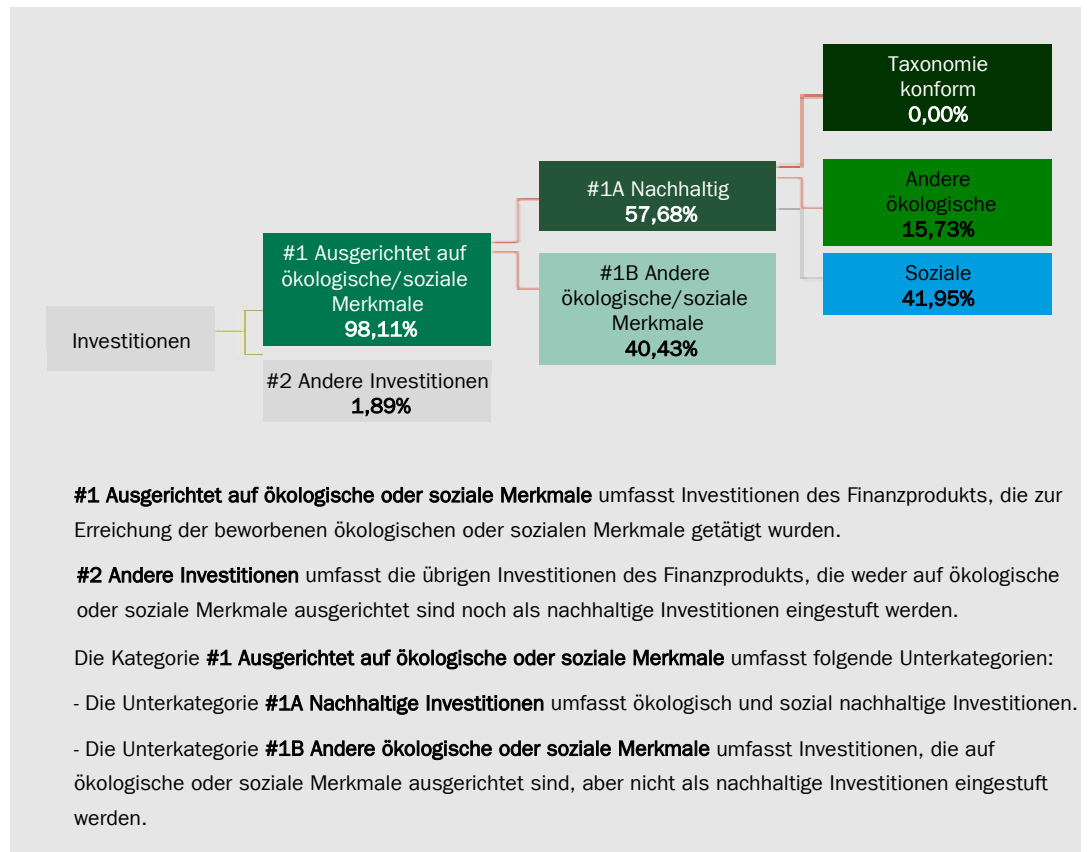 Taxonomie
konform
0,00%
#1A Nachhaltig
57,68%
Andere
ökologische
15,73%
#1 Ausgerichtet auf
ökologische/soziale
Merkmale
98,11%
#1B Andere
ökologische/soziale
Merkmale
40,43%
Soziale
41,95%
Investitionen
#2 Andere Investitionen
1,89%
#1 Ausgerichtet auf ökologische oder soziale Merkmale umfasst Investitionen des Finanzprodukts, die zur
Erreichung der beworbenen ökologischen oder sozialen Merkmale getätigt wurden.
#2 Andere Investitionen umfasst die übrigen Investitionen des Finanzprodukts, die weder auf ökologische
oder soziale Merkmale ausgerichtet sind noch als nachhaltige Investitionen eingestuft werden.
Die Kategorie #1 Ausgerichtet auf ökologische oder soziale Merkmale umfasst folgende Unterkategorien:
- Die Unterkategorie #1A Nachhaltige Investitionen umfasst ökologisch und sozial nachhaltige Investitionen.
- Die Unterkategorie #1B Andere ökologische oder soziale Merkmale umfasst Investitionen, die auf
ökologische oder soziale Merkmale ausgerichtet sind, aber nicht als nachhaltige Investitionen eingestuft
werden.